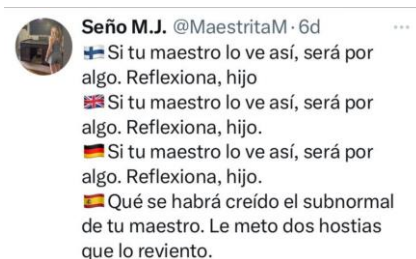 Seño M.J. @MaestritaM · 6d
🇫🇮Si tu maestro lo ve así, será por
algo. Reflexiona, hijo
🇬🇧Si tu maestro lo ve así, será por
algo. Reflexiona, hijo.
🇩🇪Si tu maestro lo ve así, será por
algo. Reflexiona, hijo.
🇪🇸Qué se habrá creído el subnormal
de tu maestro. Le meto dos hostias
que lo reviento.